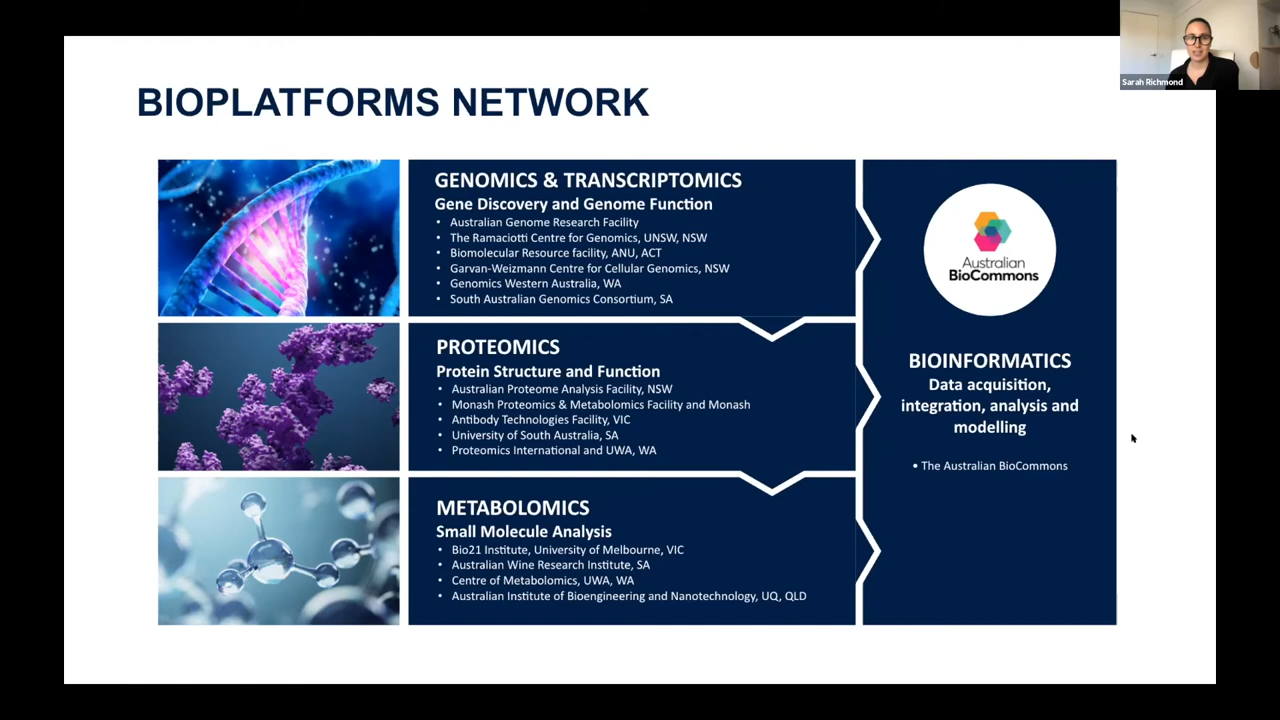 Sarah Richmond
BIOPLATFORMS NETWORK
GENOMICS & TRANSCRIPTOMICS
Gene Discovery and Genome Function
• Australian Genome Research Facility
• The Ramaciotti Centre for Genomics, UNSW, NSW
• Biomolecular Resource facility, ANU, ACT
• Garvan-Weizmann Centre for Cellular Genomics, NSW
• Genomics Western Australia, WA
• South Australian Genomics Consortium, SA
PROTEOMICS
Protein Structure and Function
• Australian Proteome Analysis Facility, NSW
• Monash Proteomics & Metabolomics Facility and Monash
• Antibody Technologies Facility, VIC
• University of South Australia, SA
• Proteomics International and UWA, WA
METABOLOMICS
Small Molecule Analysis
• Bio21 Institute, University of Melbourne, VIC
• Australian Wine Research Institute, SA
• Centre of Metabolomics, UWA, WA
• Australian Institute of Bioengineering and Nanotechnology, UQ, QLD
Australian
BioCommons
BIOINFORMATICS
Data acquisition,
integration, analysis and
modelling
• The Australian BioCommons